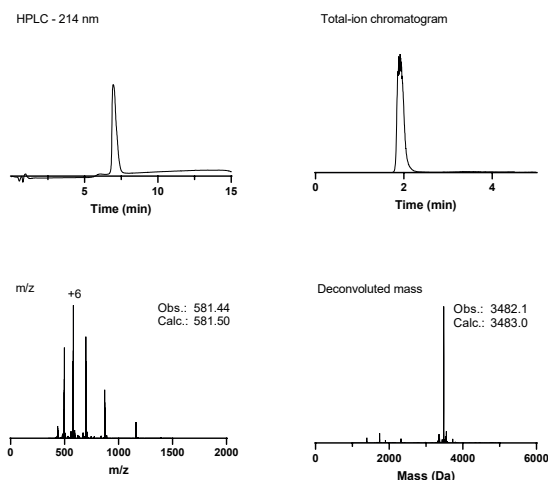 HPLC - 214 nm
5
10
15
Time (min)
Total-ion chromatogram
0
2
4
Time (min)
m/z
+6
Obs.: 581.44
Calc.: 581.50
0
500
1000
1500
2000
m/z
Deconvoluted mass
Obs.: 3482.1
Calc.: 3483.0
0
2000
4000
6000
Mass (Da)